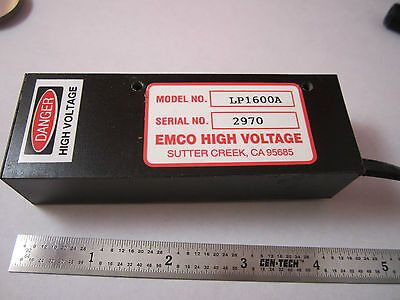 DANGER
HIGH VOLTAGE
MODEL NO. LP1600A
SERIAL NO. 2970
EMCO HIGH VOLTAGE
SUTTER CREEK, CA 95685
1 2 3 4 5
CEN-TECH